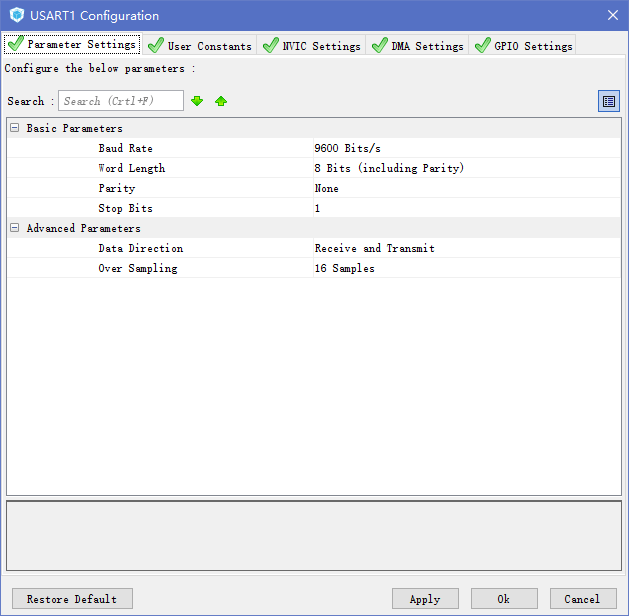 USART1 Configuration
Parameter Settings User Constants NVIC Settings DMA Settings GPIO Settings
Configure the below parameters :
Search : Search (Crtl+F)
Basic Parameters
Baud Rate 9600 Bits/s
Word Length 8 Bits (including Parity)
Parity None
Stop Bits 1
Advanced Parameters
Data Direction Receive and Transmit
Over Sampling 16 Samples
Restore Default Apply Ok Cancel